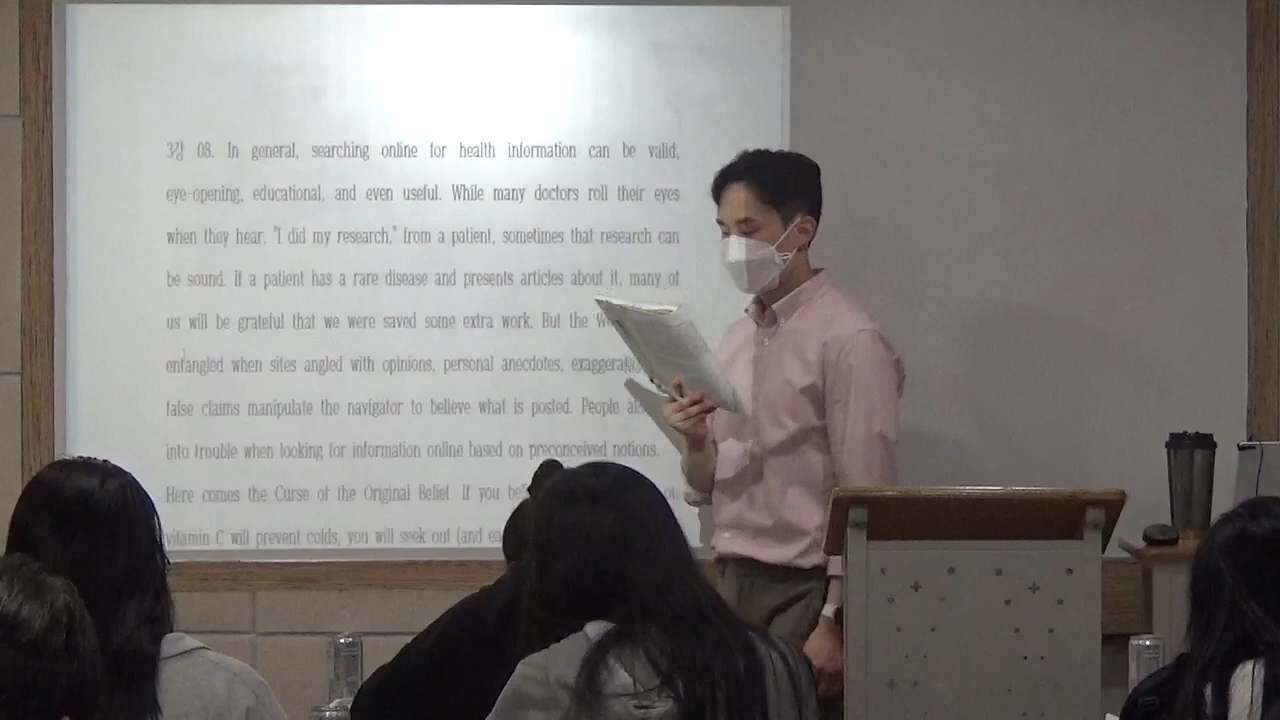 3강 08. In general, searching online for health information can be valid,
eye-opening, educational, and even useful. While many doctors roll their eyes
when they hear, "I did my research," from a patient, sometimes that research can
be sound. If a patient has a rare disease and presents articles about it, many of
us will be grateful that we were saved some extra work. But the
entangled when sites angled with opinions, personal anecdotes,
false claims manipulate the navigator to believe what is posted. People
into trouble when looking for information online based on preconceived notions.
Here comes the Curse of the Original Belief. If you
vitamin C will prevent colds, you will seek out (and